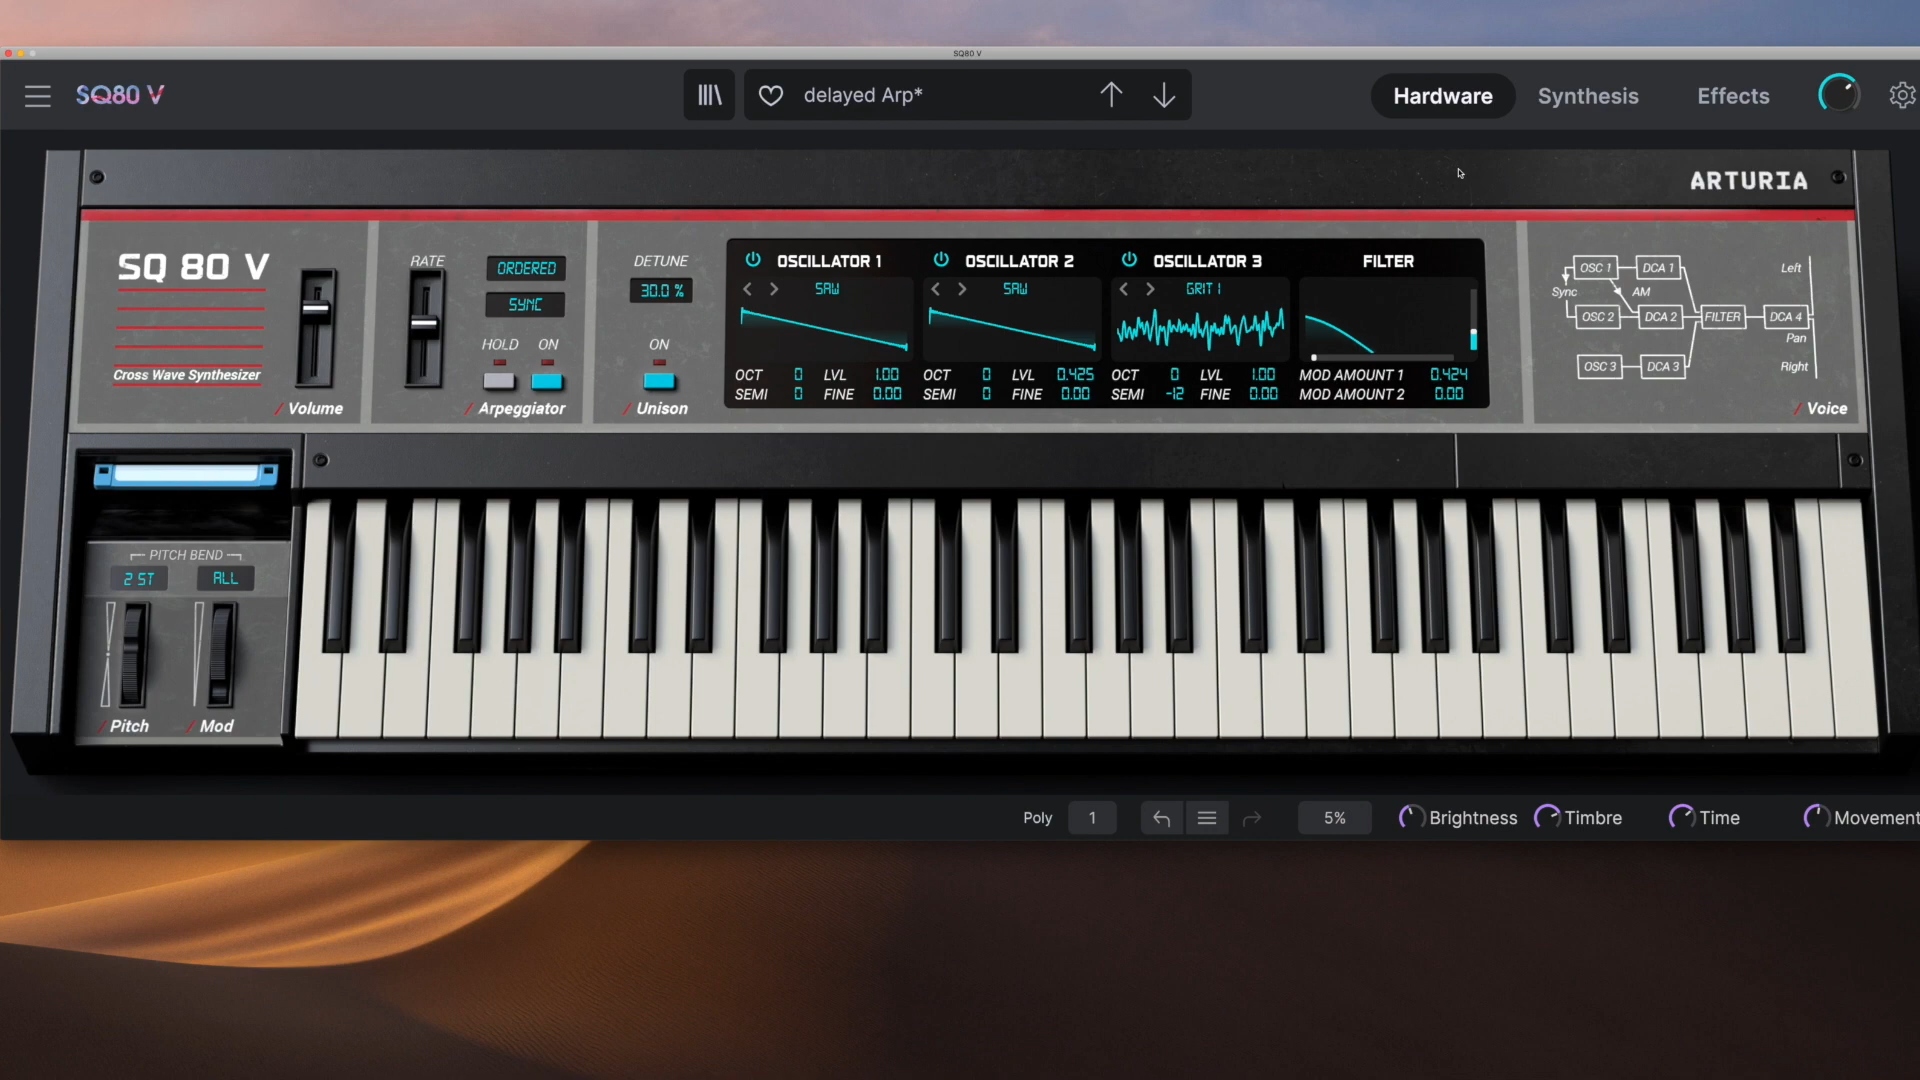 SQ80 V
SQ80 V
delayed Arp*
Hardware
Synthesis
Effects
ARTURIA
SQ 80 V
Cross Wave Synthesizer
/ Volume
RATE
ORDERED
SYNC
HOLD ON
/ Arpeggiator
DETUNE
30.0 %
ON
/ Unison
OSCILLATOR 1
SAW
OCT 0 LVL 1.00
SEMI 0 FINE 0.00
OSCILLATOR 2
SAW
OCT 0 LVL 0.425
SEMI 0 FINE 0.00
OSCILLATOR 3
GRIT 1
OCT 0 LVL 1.00
SEMI -12 FINE 0.00
FILTER
MOD AMOUNT 1 0.424
MOD AMOUNT 2 0.00
OSC 1 DCA 1 Left
Sync AM
OSC 2 DCA 2 FILTER DCA 4
Pan
OSC 3 DCA 3 Right
/ Voice
PITCH BEND
2 ST ALL
/ Pitch / Mod
Poly 1 5% Brightness Timbre Time Movement